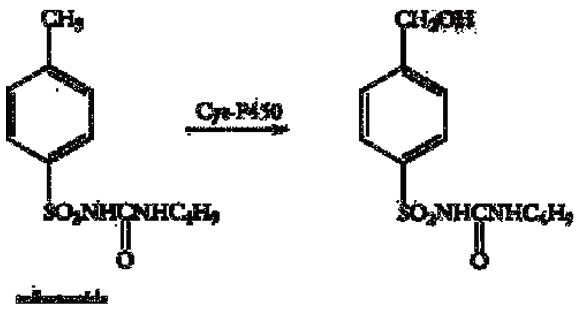 CH₃ CH₂OH
Cyt-P450
SO₂NHCNHC₄H₉ SO₂NHCNHC₄H₉
O O